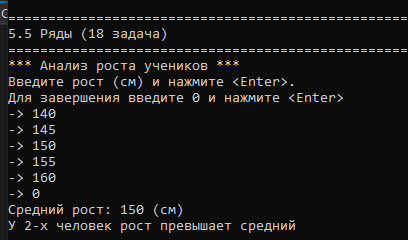 ==================================================
5.5 Ряды (18 задача)
==================================================
*** Анализ роста учеников ***
Введите рост (см) и нажмите <Enter>.
Для завершения введите 0 и нажмите <Enter>
-> 140
-> 145
-> 150
-> 155
-> 160
-> 0
Средний рост: 150 (см)
У 2-х человек рост превышает средний